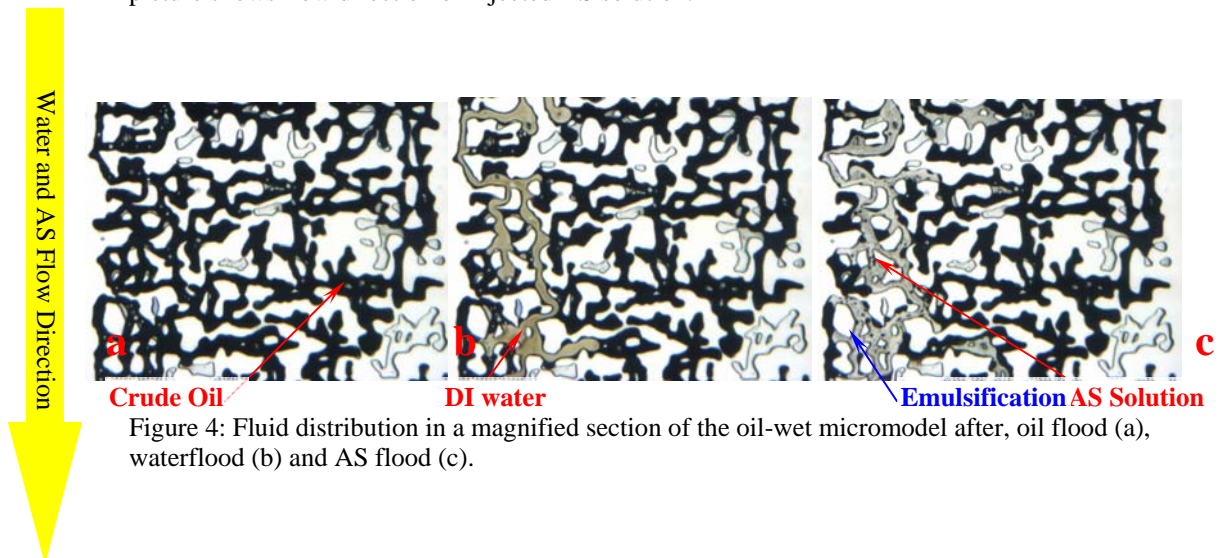 Water and AS Flow Direction
a
b
c
Crude Oil
DI water
Emulsification AS Solution
Figure 4: Fluid distribution in a magnified section of the oil-wet micromodel after, oil flood (a),
waterflood (b) and AS flood (c).